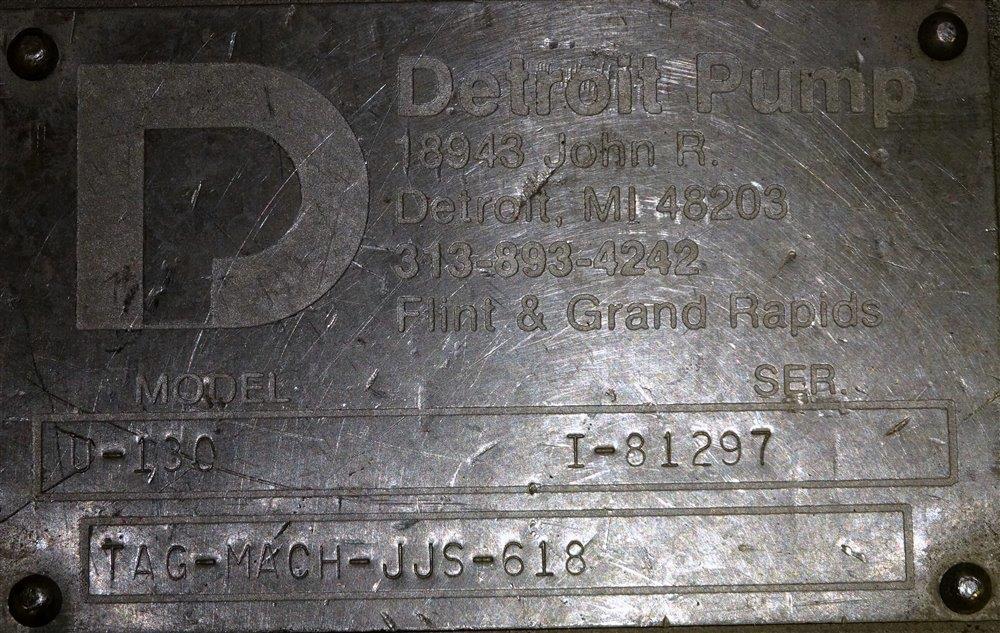 Detroit Pump
18943 John R.
Detroit, MI 48203
313-893-4242
Flint & Grand Rapids
MODEL SER.
D-130 I-81297
TAG-MACH-JJS-618